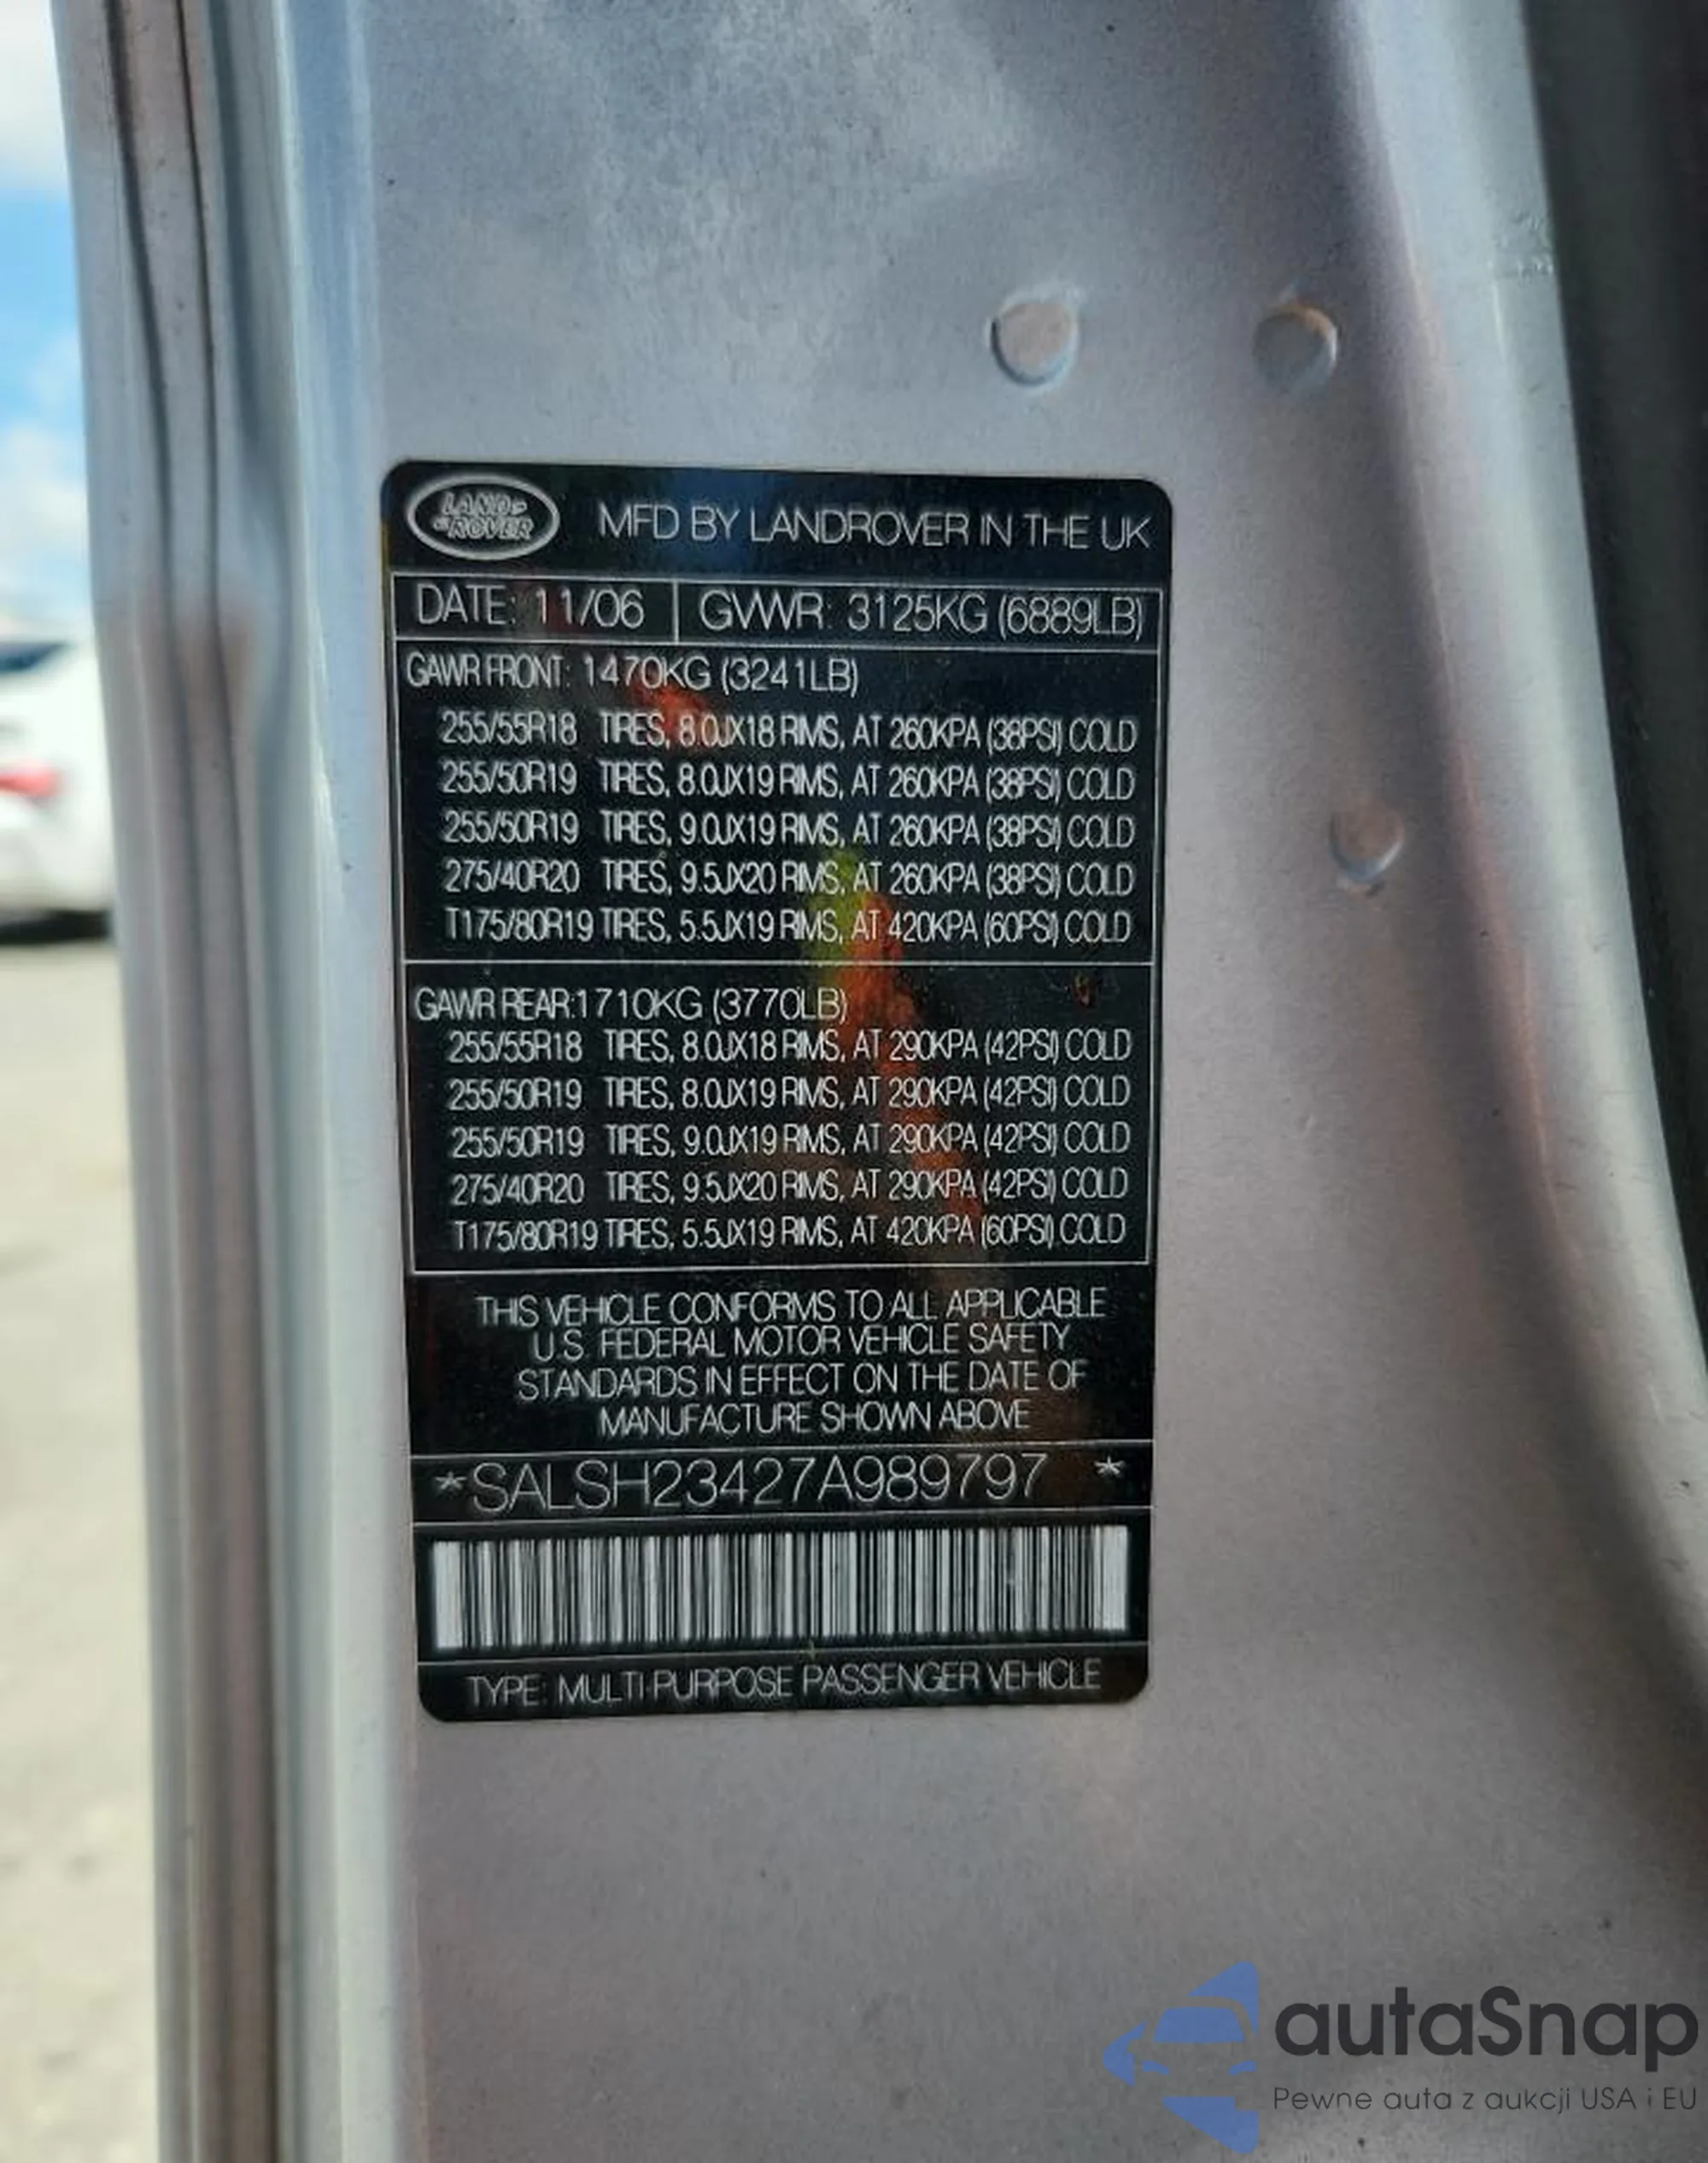 LAND-
-ROVER
MFD BY LANDROVER IN THE UK
DATE: 11/06 GVWR: 3125KG (6889LB)
GAWR FRONT: 1470KG (3241LB)
255/55R18 TIRES, 8.0JX18 RIMS, AT 260KPA (38PSI) COLD
255/50R19 TIRES, 8.0JX19 RIMS, AT 260KPA (38PSI) COLD
255/50R19 TIRES, 9.0JX19 RIMS, AT 260KPA (38PSI) COLD
275/40R20 TIRES, 9.5JX20 RIMS, AT 260KPA (38PSI) COLD
T175/80R19 TIRES, 5.5JX19 RIMS, AT 420KPA (60PSI) COLD
GAWR REAR:1710KG (3770LB)
255/55R18 TIRES, 8.0JX18 RIMS, AT 290KPA (42PSI) COLD
255/50R19 TIRES, 8.0JX19 RIMS, AT 290KPA (42PSI) COLD
255/50R19 TIRES, 9.0JX19 RIMS, AT 290KPA (42PSI) COLD
275/40R20 TIRES, 9.5JX20 RIMS, AT 290KPA (42PSI) COLD
T175/80R19 TIRES, 5.5JX19 RIMS, AT 420KPA (60PSI) COLD
THIS VEHICLE CONFORMS TO ALL APPLICABLE
U.S. FEDERAL MOTOR VEHICLE SAFETY
STANDARDS IN EFFECT ON THE DATE OF
MANUFACTURE SHOWN ABOVE
*SALSH23427A989797 *
TYPE: MULTI-PURPOSE PASSENGER VEHICLE
autaSnap
Pewne auta z aukcji USA i EU